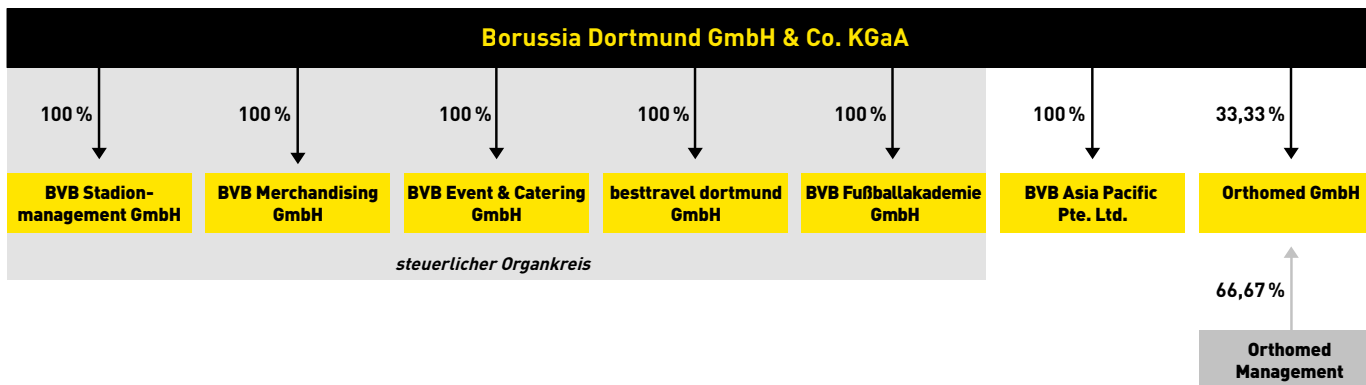 Borussia Dortmund GmbH & Co. KGaA
100 %
100 %
100 %
100 %
100 %
100 %
33,33 %
BVB Stadion-
management GmbH
BVB Merchandising
GmbH
BVB Event & Catering
GmbH
besttravel dortmund
GmbH
BVB Fußballakademie
GmbH
BVB Asia Pacific
Pte. Ltd.
Orthomed GmbH
steuerlicher Organkreis
66,67 %
Orthomed
Management